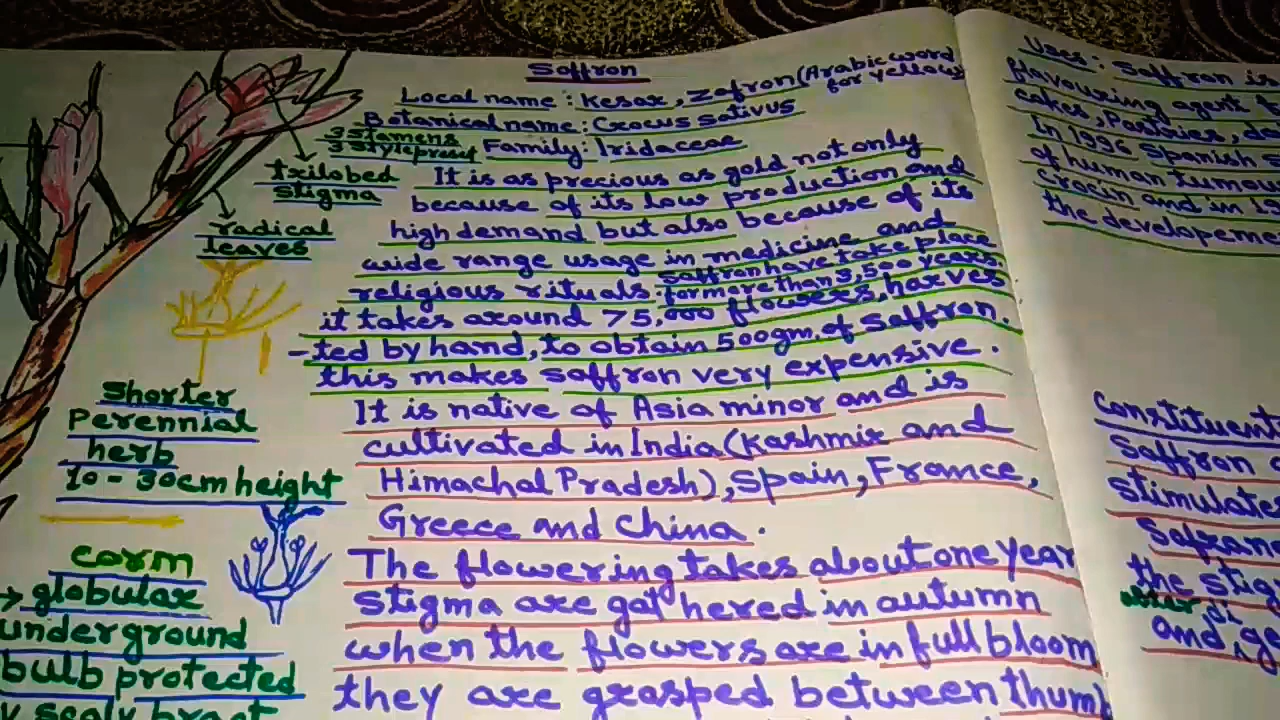 Saffron
Local name : Kesar, Zafron (Arabic word
for yellow)
Botanical name : Crocus sativus
3 stamens
3 style present
Family : Iridaceae
trilobed
stigma
It is as precious as gold not only
because of its low production and
high demand but also because of its
wide range usage in medicine and
religious rituals.
saffron have take place
for more than 3,500 years
it takes around 75,000 flowers, harves
-ted by hand, to obtain 500gm. of saffron.
this makes saffron very expensive.
It is native of Asia minor and is
cultivated in India (Kashmir and
Himachal Pradesh), Spain, France,
Greece and China.
The flowering takes about one year
stigma are gathered in autumn
when the flowers are in full bloom
they are grasped between thumb
radical
leaves
Shorter
Perennial
herb
10 - 30cm height
corm
→ globular
underground
bulb protected
scaly bract
Uses : Saffron is
flavouring agent
cakes, Pastries,
In 1996 Spanish
of human tumou
crocin and in 19
the developeme
Constituent
Saffron
stimulate
Safran
the stig
after
and